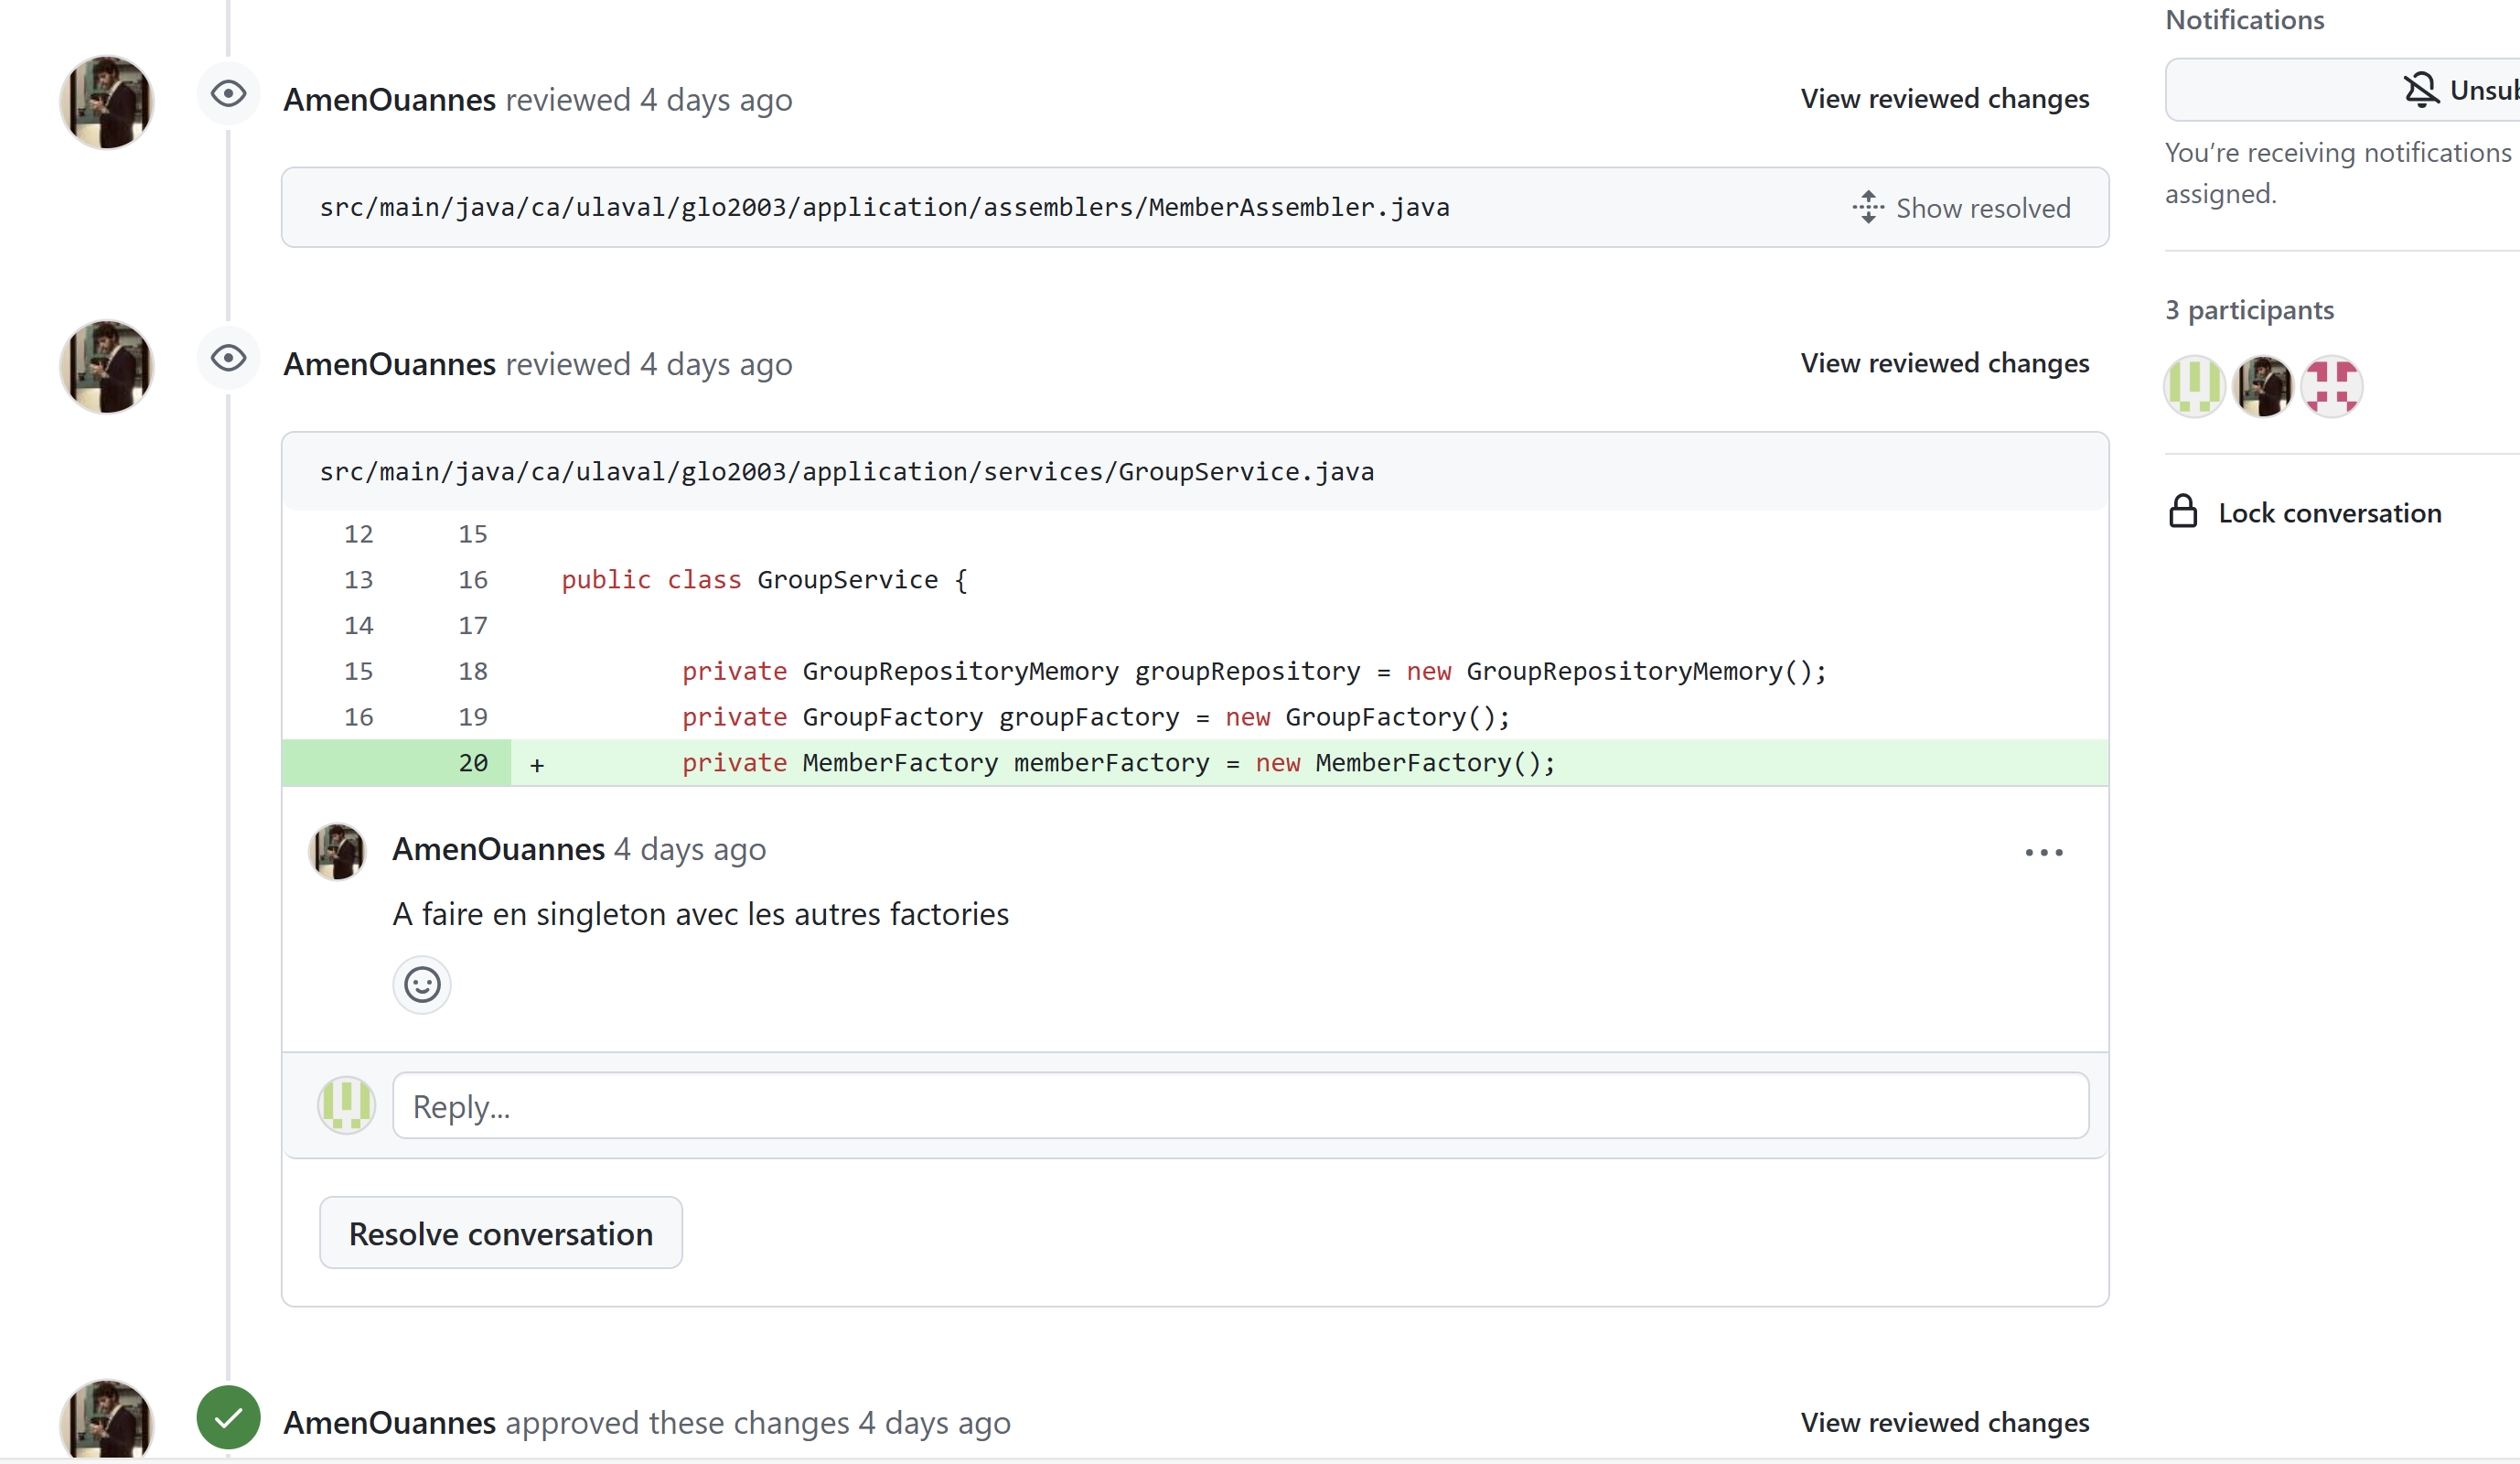 Notifications
AmenOuannes reviewed 4 days ago
View reviewed changes
You’re receiving notifications
assigned.
src/main/java/ca/ulaval/glo2003/application/assemblers/MemberAssembler.java
Show resolved
3 participants
AmenOuannes reviewed 4 days ago
View reviewed changes
src/main/java/ca/ulaval/glo2003/application/services/GroupService.java
Lock conversation
12 15
13 16 public class GroupService {
14 17
15 18 private GroupRepositoryMemory groupRepository = new GroupRepositoryMemory();
16 19 private GroupFactory groupFactory = new GroupFactory();
20 + private MemberFactory memberFactory = new MemberFactory();
AmenOuannes 4 days ago
A faire en singleton avec les autres factories
Reply...
Resolve conversation
AmenOuannes approved these changes 4 days ago
View reviewed changes